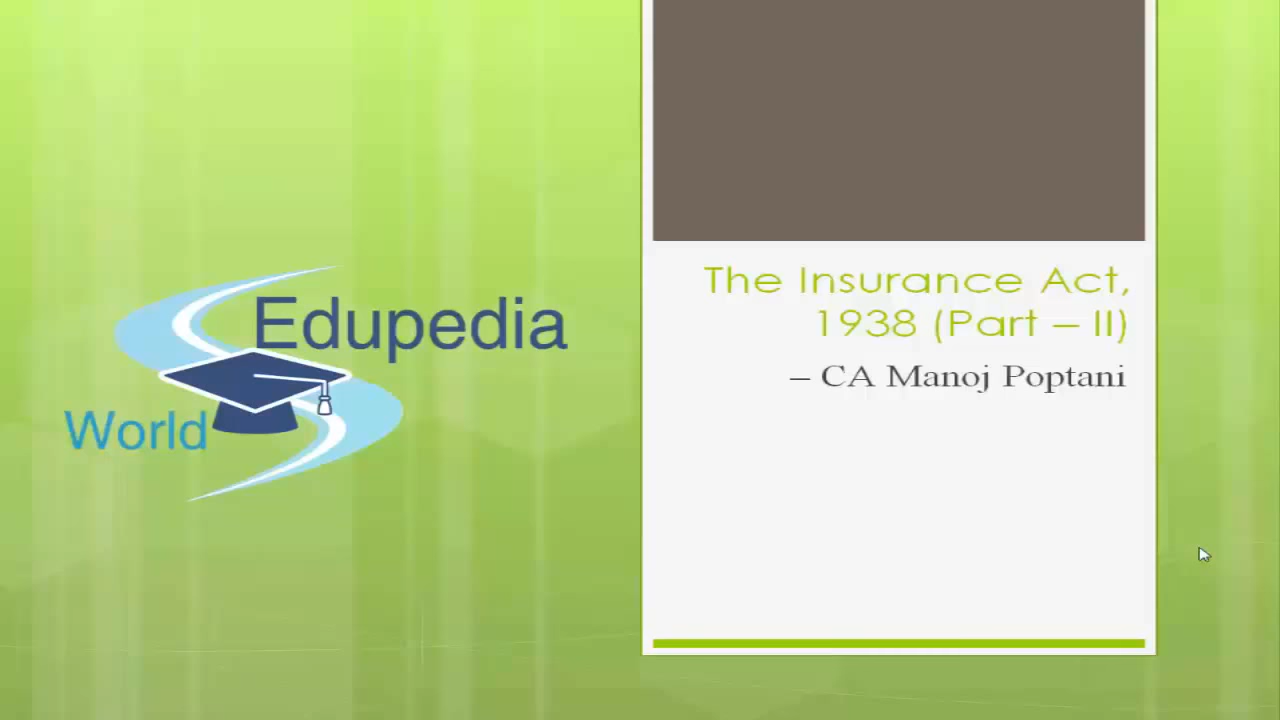 Edupedia
World
The Insurance Act,
1938 (Part – II)
– CA Manoj Poptani